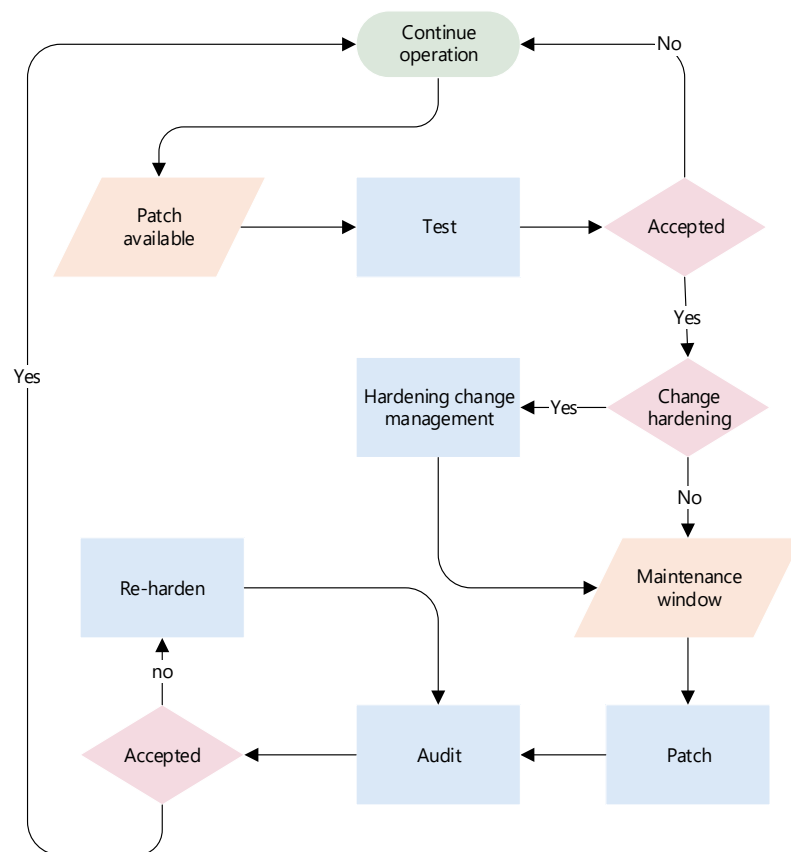 Continue
operation
No
Patch
available
Test
Accepted
Yes
Yes
Hardening change
management
Yes
Change
hardening
No
Re-harden
Maintenance
window
no
Accepted
Audit
Patch